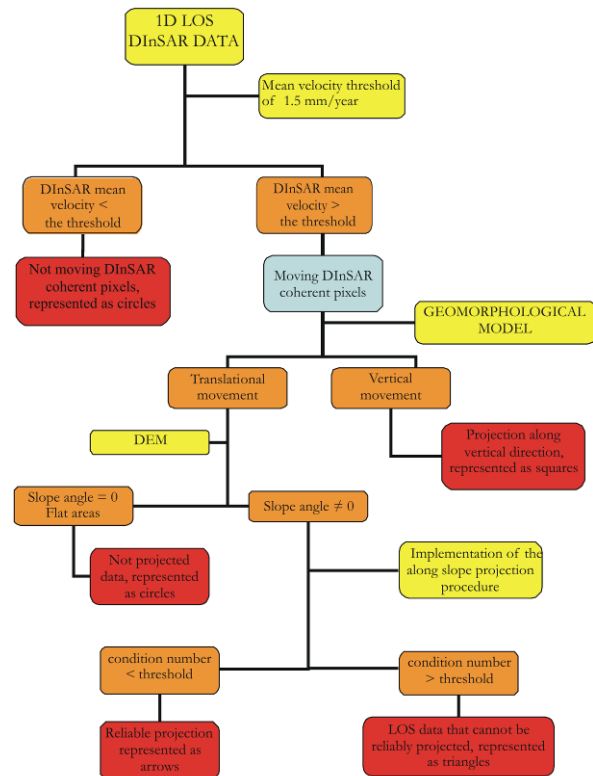 1D LOS
DInSAR DATA
Mean velocity threshold
of 1.5 mm/year
DInSAR mean
velocity <
the threshold
DInSAR mean
velocity >
the threshold
Not moving DInSAR
coherent pixels,
represented as circles
Moving DInSAR
coherent pixels
GEOMORPHOLOGICAL
MODEL
Translational
movement
Vertical
movement
DEM
Projection along
vertical direction,
represented as squares
Slope angle = 0
Flat areas
Slope angle ≠ 0
Not projected
data, represented
as circles
Implementation of the
along slope projection
procedure
condition number
< threshold
condition number
> threshold
Reliable projection
represented as
arrows
LOS data that cannot be
reliably projected, represented
as triangles